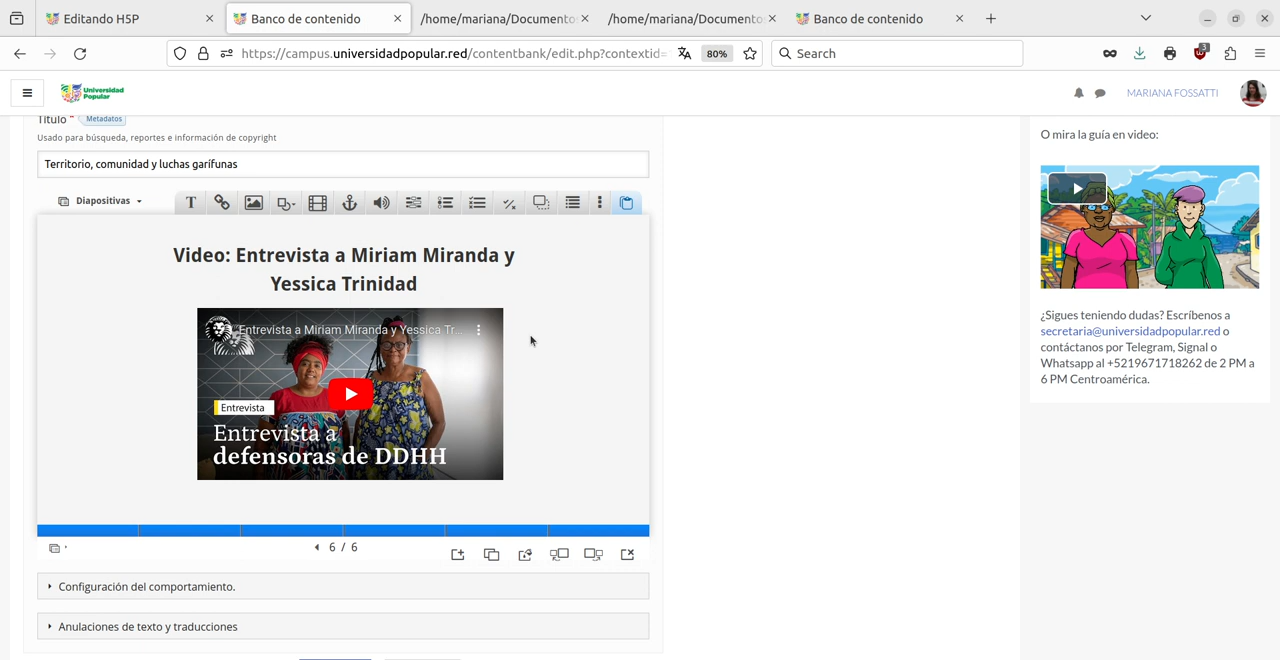 Editando H5P
Banco de contenido
/home/mariana/Documento
/home/mariana/Documento
Banco de contenido
https://campus.universidadpopular.red/contentbank/edit.php?contextid=
80%
Search
3
Universidad
Popular
MARIANA FOSSATTI
Título * Metadatos
Usado para búsqueda, reportes e información de copyright
Territorio, comunidad y luchas garífunas
Diapositivas
Video: Entrevista a Miriam Miranda y
Yessica Trinidad
Entrevista a Miriam Miranda y Yessica Tr...
Entrevista
Entrevista a
defensoras de DDHH
6 / 6
Configuración del comportamiento.
Anulaciones de texto y traducciones
O mira la guía en video:
¿Sigues teniendo dudas? Escríbenos a
secretaria@universidadpopular.red o
contáctanos por Telegram, Signal o
Whatsapp al +5219671718262 de 2 PM a
6 PM Centroamérica.